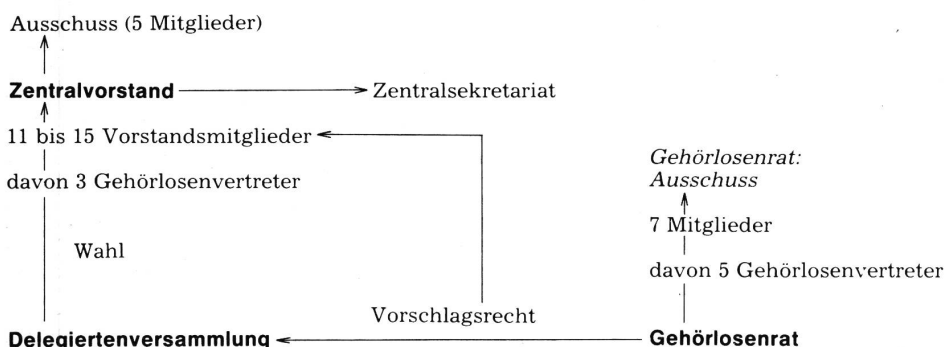 Ausschuss (5 Mitglieder)
Zentralvorstand
Zentralsekretariat
11 bis 15 Vorstandsmitglieder
davon 3 Gehörlosenvertreter
Wahl
Gehörlosenrat:
Ausschuss
7 Mitglieder
davon 5 Gehörlosenvertreter
Vorschlagsrecht
Delegiertenversammlung
Gehörlosenrat